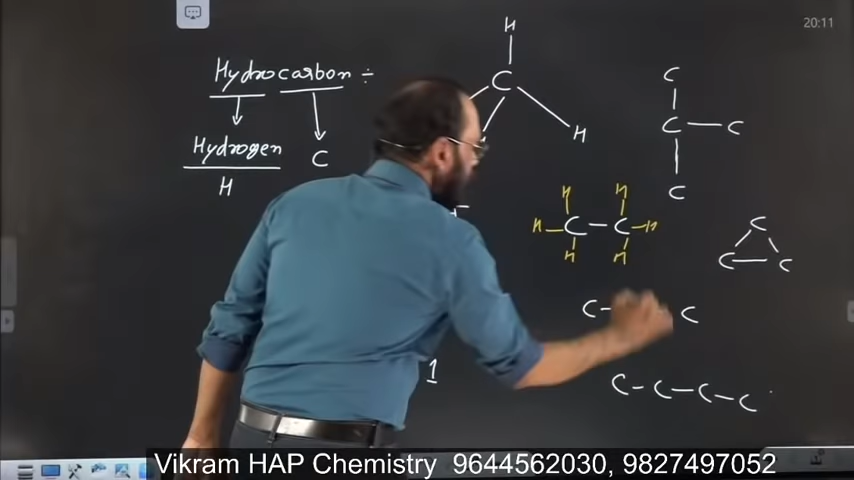 20:11
Hydrocarbon ÷
Hydrogen C
H
H
C
H
C
C — C
C
H H
H — C — C — H
H H
C
C — C
C — C
C — C — C — C
1
Vikram HAP Chemistry 9644562030, 9827497052